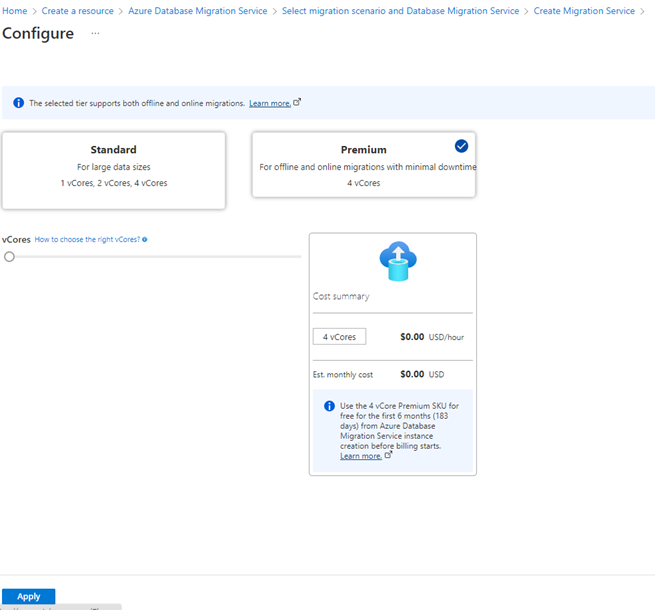 Home > Create a resource > Azure Database Migration Service > Select migration scenario and Database Migration Service > Create Migration Service >
Configure ...
The selected tier supports both offline and online migrations. Learn more.
Standard
For large data sizes
1 vCores, 2 vCores, 4 vCores
Premium
For offline and online migrations with minimal downtime
4 vCores
vCores How to choose the right vCores?
Cost summary
4 vCores $0.00 USD/hour
Est. monthly cost $0.00 USD
Use the 4 vCore Premium SKU for
free for the first 6 months (183
days) from Azure Database
Migration Service instance
creation before billing starts.
Learn more.
Apply